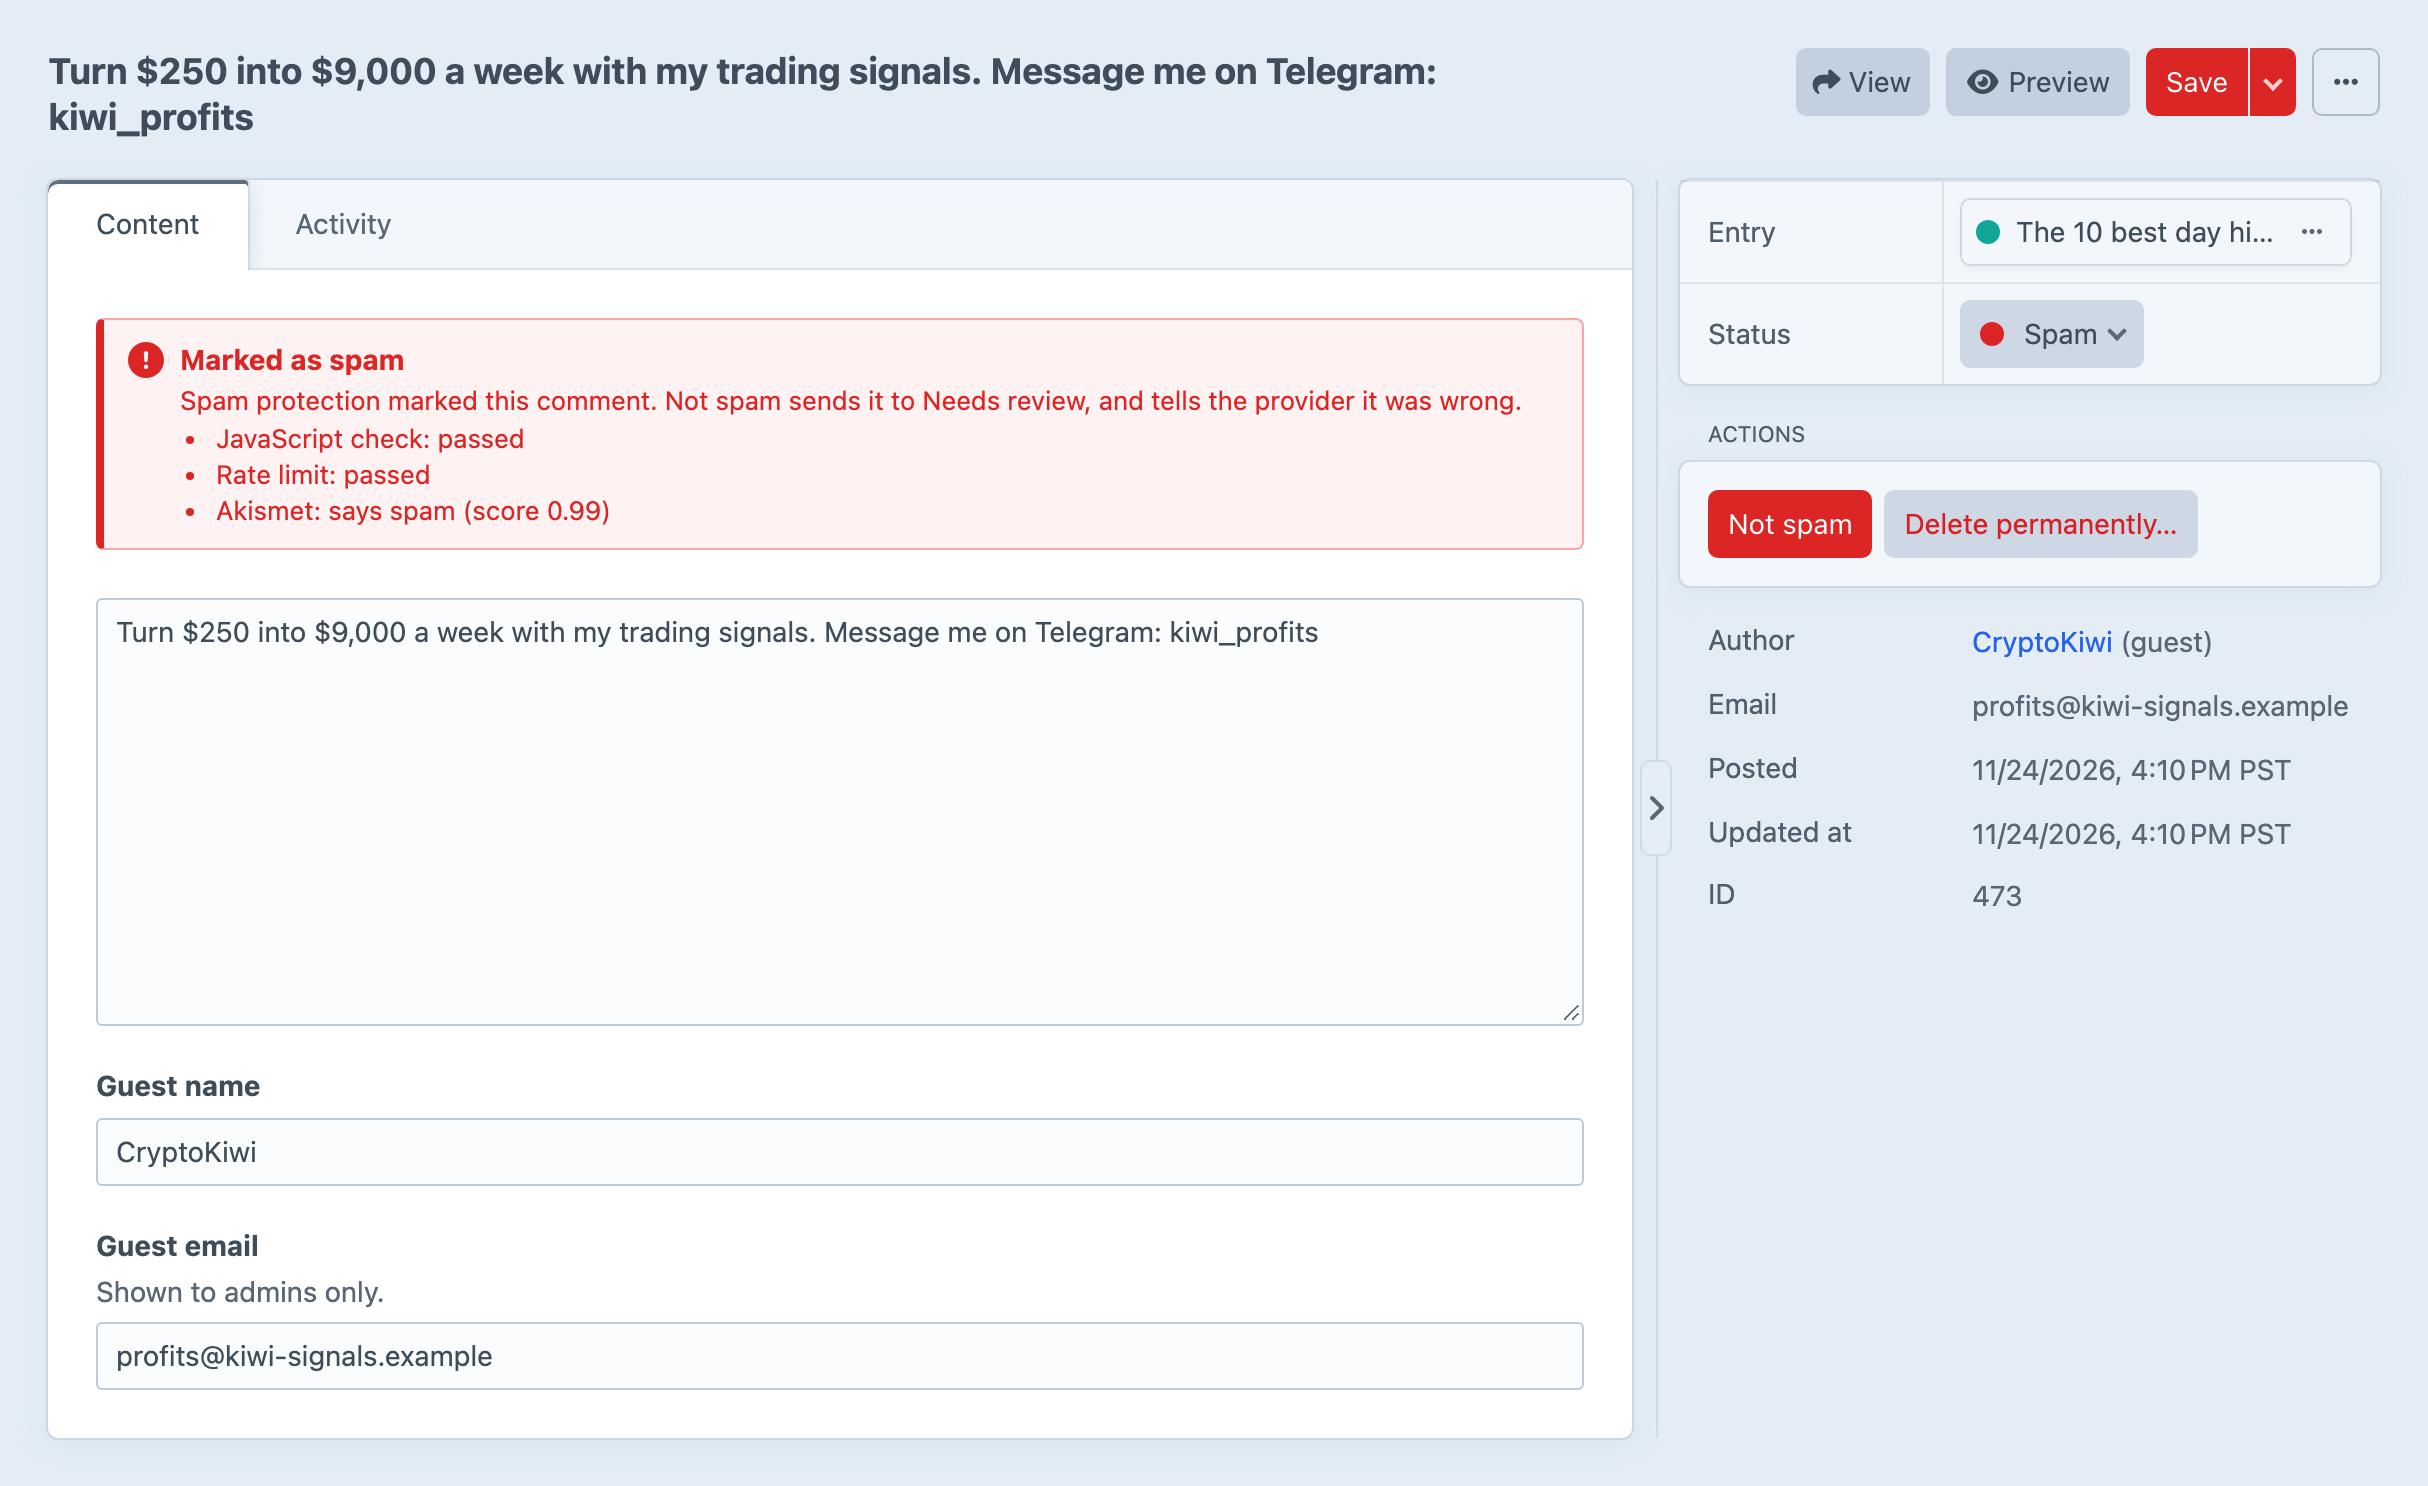 Turn $250 into $9,000 a week with my trading signals. Message me on Telegram:
kiwi_profits
View
Preview
Save
Content
Activity
Marked as spam
Spam protection marked this comment. Not spam sends it to Needs review, and tells the provider it was wrong.
JavaScript check: passed
Rate limit: passed
Akismet: says spam (score 0.99)
Turn $250 into $9,000 a week with my trading signals. Message me on Telegram: kiwi_profits
Guest name
CryptoKiwi
Guest email
Shown to admins only.
profits@kiwi-signals.example
Entry
The 10 best day hi...
Status
Spam
ACTIONS
Not spam
Delete permanently...
Author
CryptoKiwi (guest)
Email
profits@kiwi-signals.example
Posted
11/24/2026, 4:10 PM PST
Updated at
11/24/2026, 4:10 PM PST
ID
473